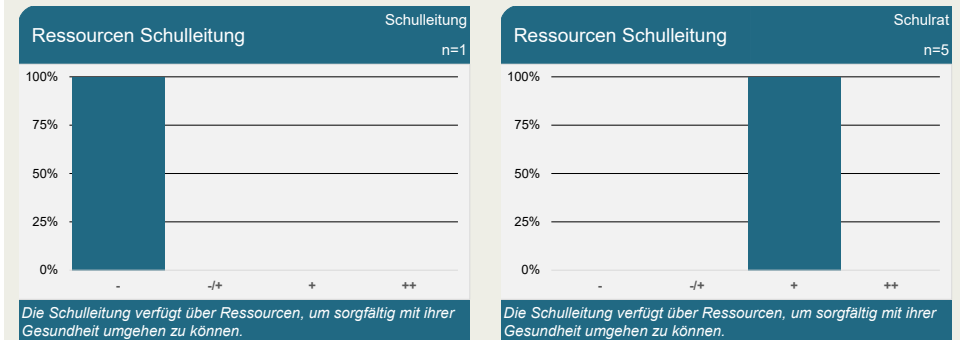 Schulleitung
Ressourcen Schulleitung
n=1
100%
75%
50%
25%
0%
-
-/+
+
++
Die Schulleitung verfügt über Ressourcen, um sorgfältig mit ihrer
Gesundheit umgehen zu können.
Schulrat
Ressourcen Schulleitung
n=5
100%
75%
50%
25%
0%
-
-/+
+
++
Die Schulleitung verfügt über Ressourcen, um sorgfältig mit ihrer
Gesundheit umgehen zu können.